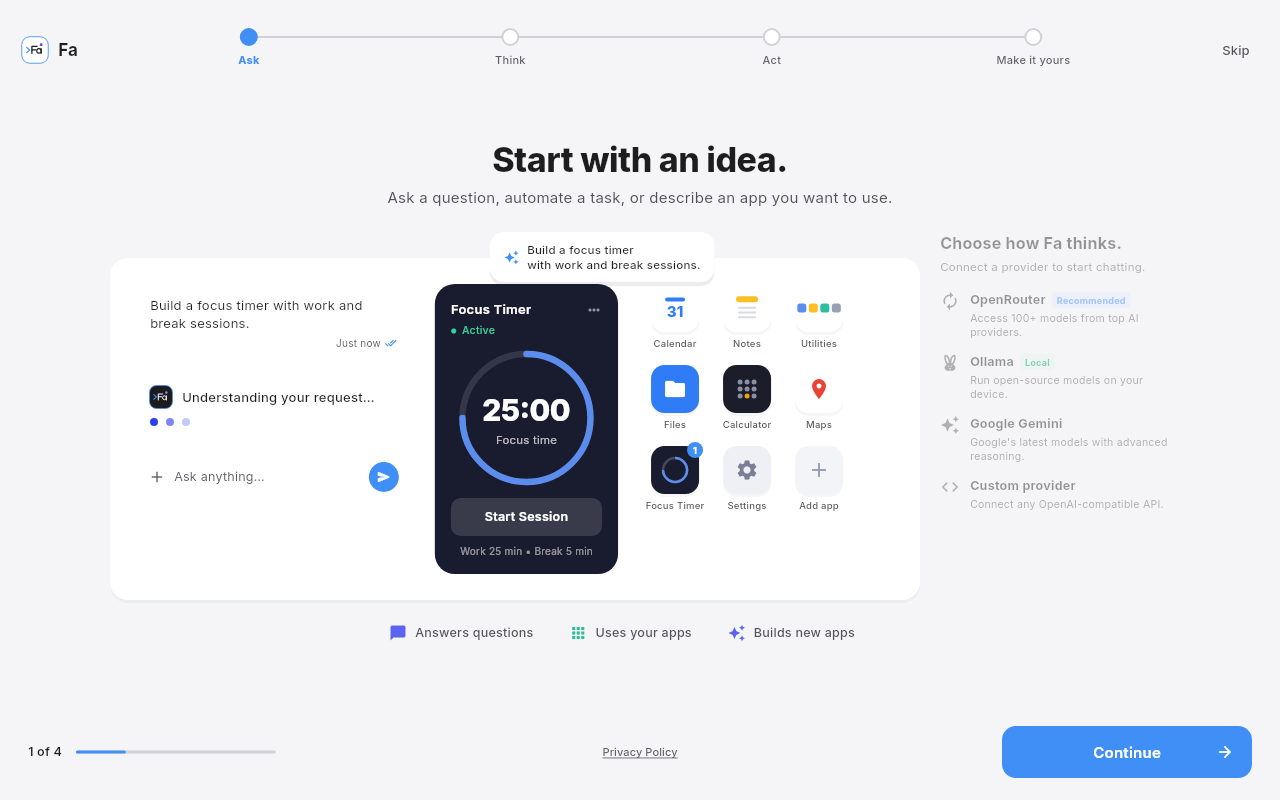 Fa
Fa
Ask
Think
Act
Make it yours
Skip
Start with an idea.
Ask a question, automate a task, or describe an app you want to use.
Build a focus timer
with work and break sessions.
Build a focus timer with work and
break sessions.
Just now
>Fa
Understanding your request...
Ask anything...
Focus Timer
Active
25:00
Focus time
Start Session
Work 25 min • Break 5 min
31
Calendar
Notes
Utilities
Files
Calculator
Maps
1
Focus Timer
Settings
Add app
Choose how Fa thinks.
Connect a provider to start chatting.
OpenRouter Recommended
Access 100+ models from top AI
providers.
Ollama Local
Run open-source models on your
device.
Google Gemini
Google's latest models with advanced
reasoning.
Custom provider
Connect any OpenAI-compatible API.
Answers questions
Uses your apps
Builds new apps
1 of 4
Privacy Policy
Continue